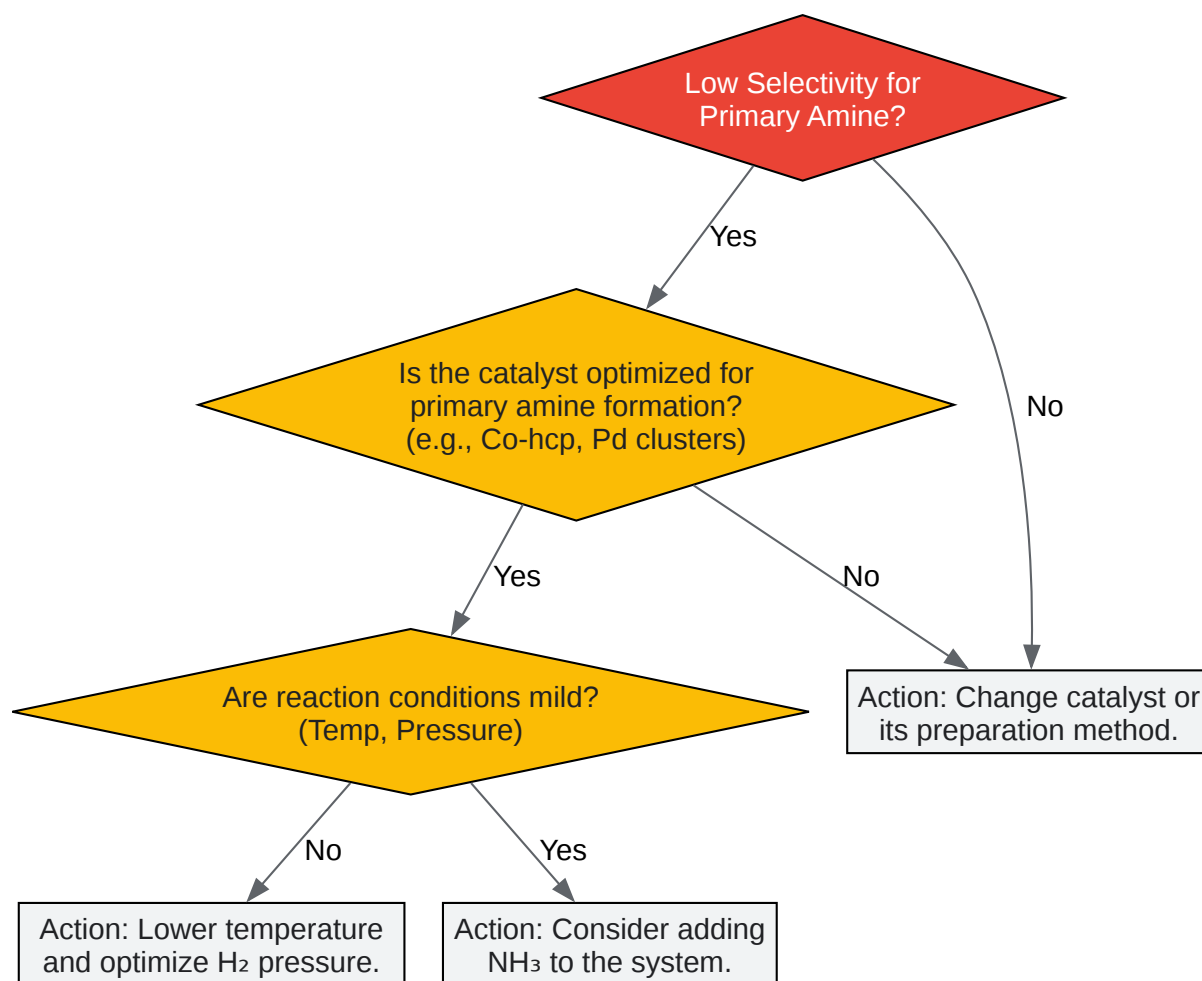 Low Selectivity for
Primary Amine?
Yes
No
Is the catalyst optimized for
primary amine formation?
(e.g., Co-hcp, Pd clusters)
Yes
No
Are reaction conditions mild?
(Temp, Pressure)
Action: Change catalyst or
its preparation method.
No
Yes
Action: Lower temperature
and optimize H₂ pressure.
Action: Consider adding
NH₃ to the system.